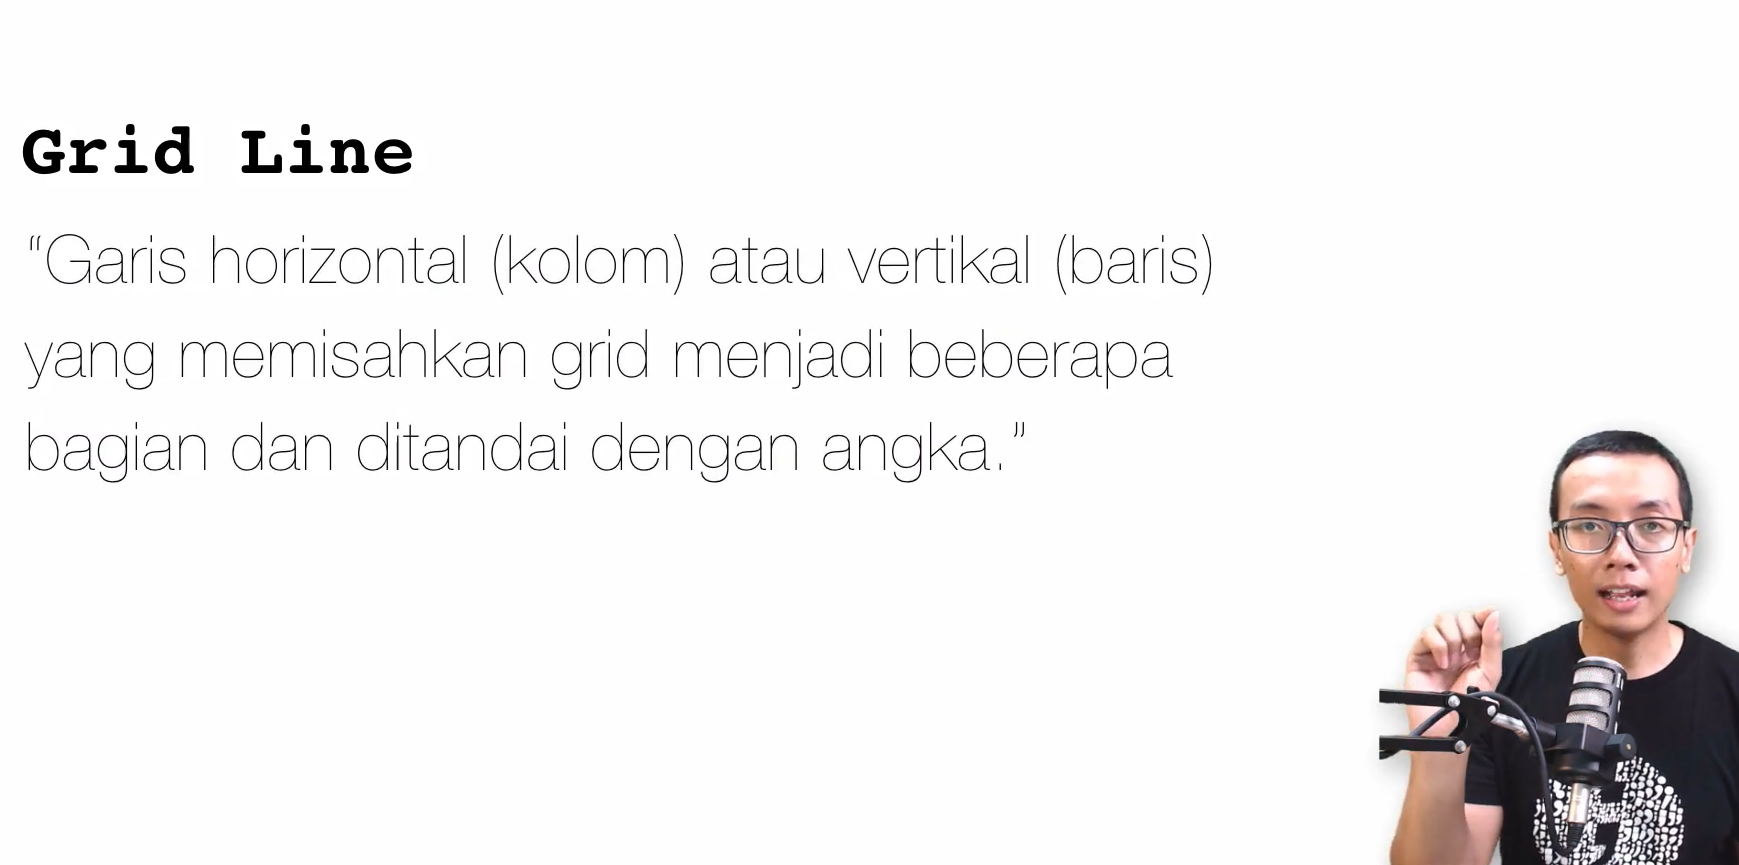 Grid Line
“Garis horizontal (kolom) atau vertikal (baris)
yang memisahkan grid menjadi beberapa
bagian dan ditandai dengan angka.”